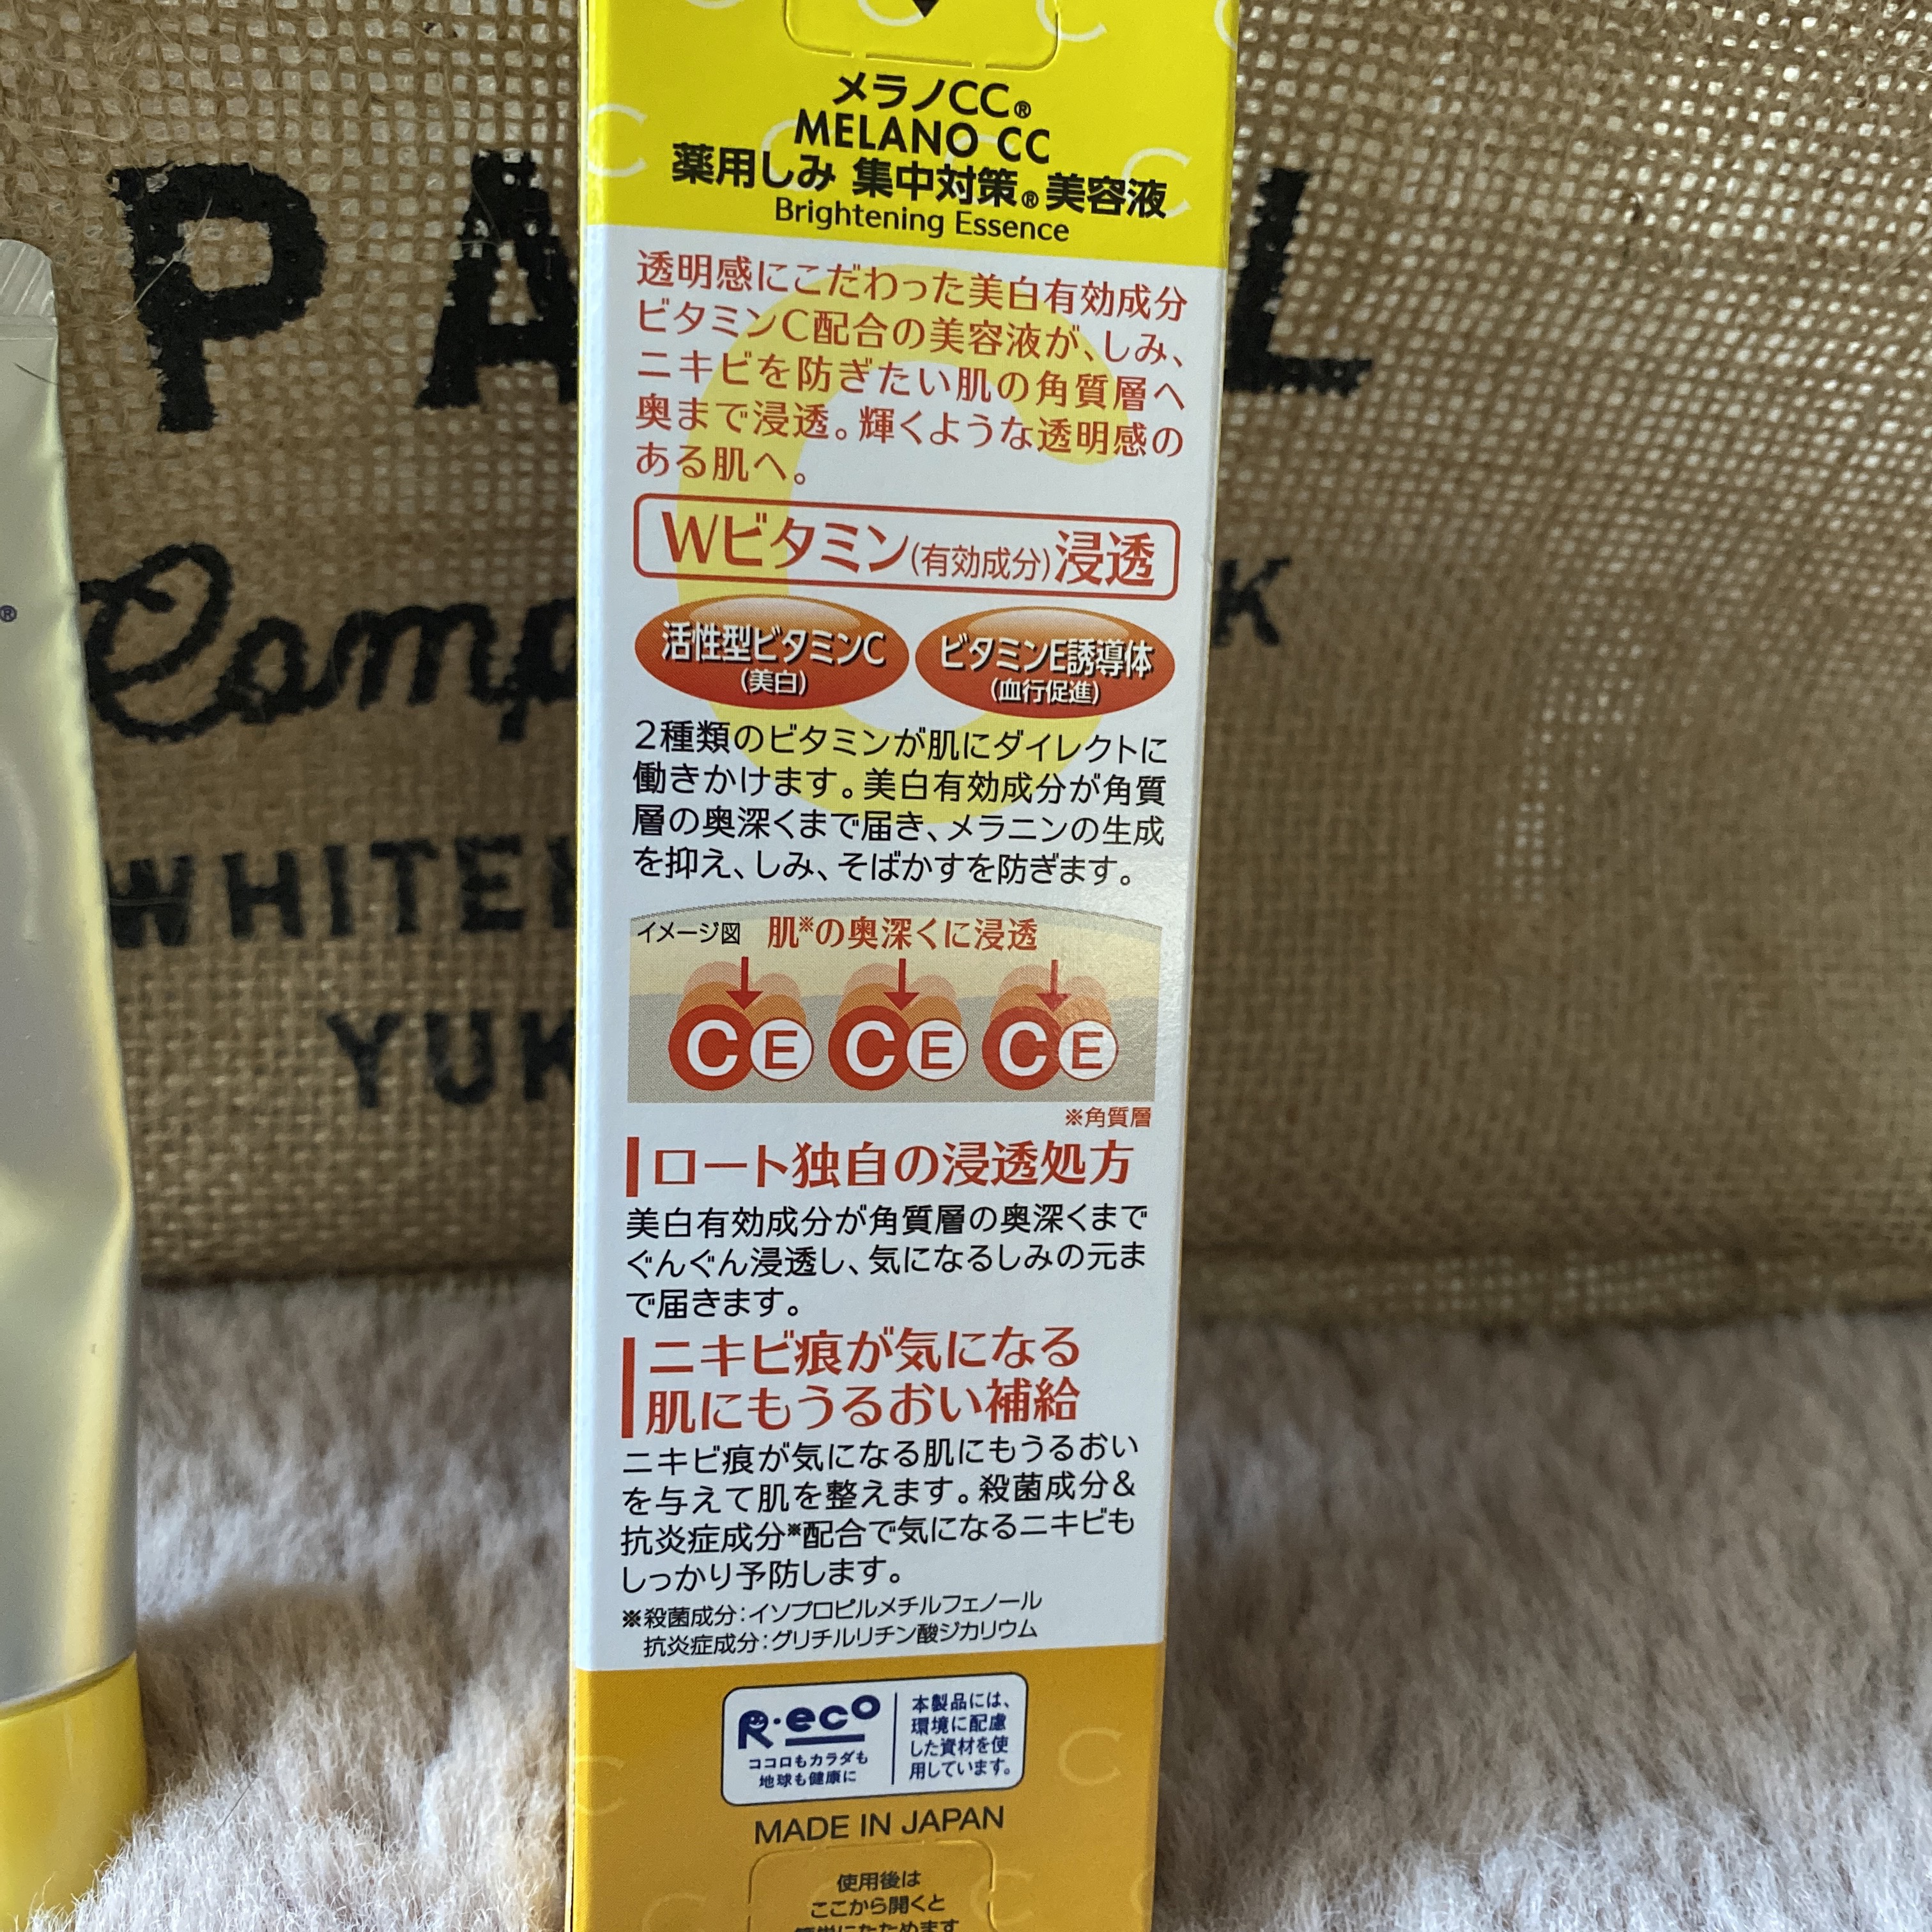 メラノCC®
MELANO CC
薬用しみ 集中対策®美容液
Brightening Essence
透明感にこだわった美白有効成分
ビタミンC配合の美容液が、しみ、
ニキビを防ぎたい肌の角質層へ
奥まで浸透。輝くような透明感の
ある肌へ。
Wビタミン(有効成分)浸透
活性型ビタミンC
(美白)
ビタミンE誘導体
(血行促進)
2種類のビタミンが肌にダイレクトに
働きかけます。美白有効成分が角質
層の奥深くまで届き、メラニンの生成
を抑え、しみ、そばかすを防ぎます。
イメージ図 肌※の奥深くに浸透
C E C E C E
※角質層
ロート独自の浸透処方
美白有効成分が角質層の奥深くまで
ぐんぐん浸透し、気になるしみの元ま
で届きます。
ニキビ痕が気になる
肌にもうるおい補給
ニキビ痕が気になる肌にもうるおい
を与えて肌を整えます。殺菌成分&
抗炎症成分※配合で気になるニキビも
しっかり予防します。
※殺菌成分:イソプロピルメチルフェノール
抗炎症成分:グリチルリチン酸ジカリウム
R・eco
ココロもカラダも
地球も健康に
本製品には、
環境に配慮
した資材を使
用しています。
MADE IN JAPAN
使用後は
ここから開くと
簡単にたためます
P A L
Comp K
WHITE
YUK
®